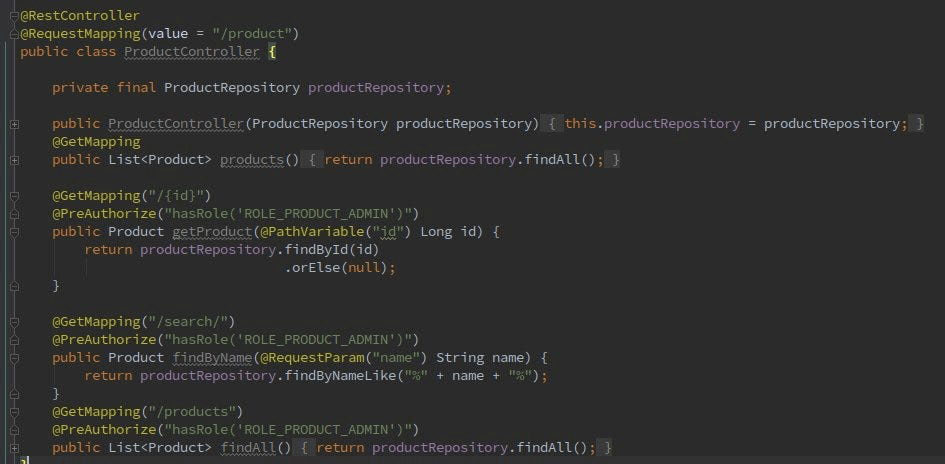 @RestController
@RequestMapping(value = "/product")
public class ProductController {
private final ProductRepository productRepository;
public ProductController(ProductRepository productRepository) { this.productRepository = productRepository; }
@GetMapping
public List<Product> products() { return productRepository.findAll(); }
@GetMapping("/{id}")
@PreAuthorize("hasRole('ROLE_PRODUCT_ADMIN')")
public Product getProduct(@PathVariable("id") Long id) {
return productRepository.findById(id)
.orElse(null);
}
@GetMapping("/search/")
@PreAuthorize("hasRole('ROLE_PRODUCT_ADMIN')")
public Product findByName(@RequestParam("name") String name) {
return productRepository.findByNameLike("%" + name + "%");
}
@GetMapping("/products")
@PreAuthorize("hasRole('ROLE_PRODUCT_ADMIN')")
public List<Product> findAll() { return productRepository.findAll(); }
}